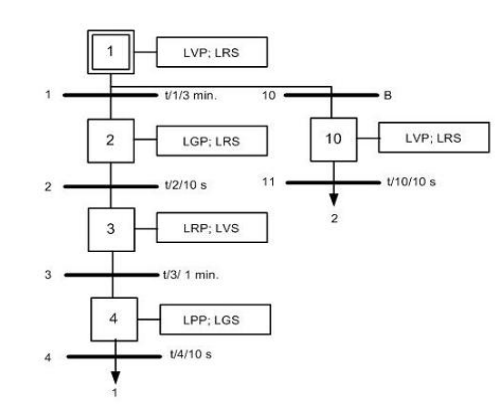 1 LVP; LRS
1 t/1/3 min. 10 B
2 LGP; LRS 10 LVP; LRS
2 t/2/10 s 11 t/10/10 s
2
3 LRP; LVS
3 t/3/ 1 min.
4 LPP; LGS
4 t/4/10 s
1